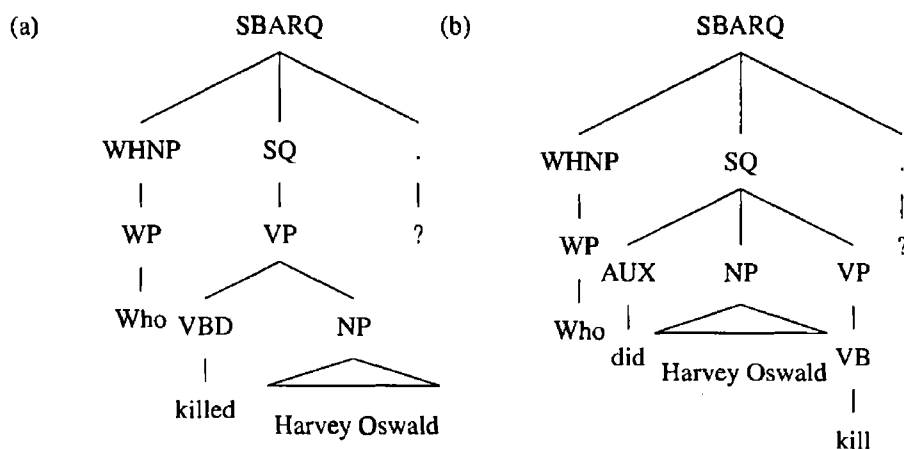 (a) SBARQ
WHNP SQ .
WP VP ?
Who VBD NP
killed Harvey Oswald
(b) SBARQ
WHNP SQ .
WP ?
AUX NP VP
Who did Harvey Oswald VB
kill